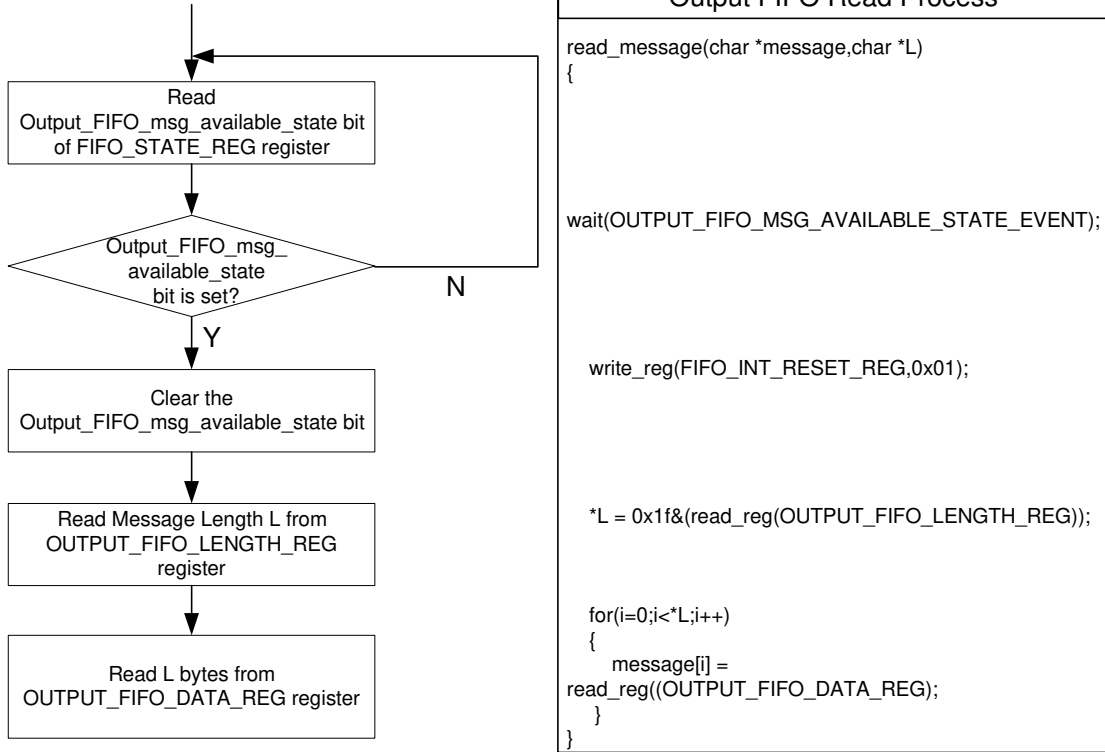 Read
Output_FIFO_msg_available_state bit
of FIFO_STATE_REG register
Output_FIFO_msg_
available_state
bit is set?
N
Y
Clear the
Output_FIFO_msg_available_state bit
Read Message Length L from
OUTPUT_FIFO_LENGTH_REG
register
Read L bytes from
OUTPUT_FIFO_DATA_REG register
Output FIFO Read Process
read_message(char *message,char *L)
{
wait(OUTPUT_FIFO_MSG_AVAILABLE_STATE_EVENT);
write_reg(FIFO_INT_RESET_REG,0x01);
*L = 0x1f&(read_reg(OUTPUT_FIFO_LENGTH_REG));
for(i=0;i<*L;i++)
{
message[i] =
read_reg((OUTPUT_FIFO_DATA_REG);
}
}